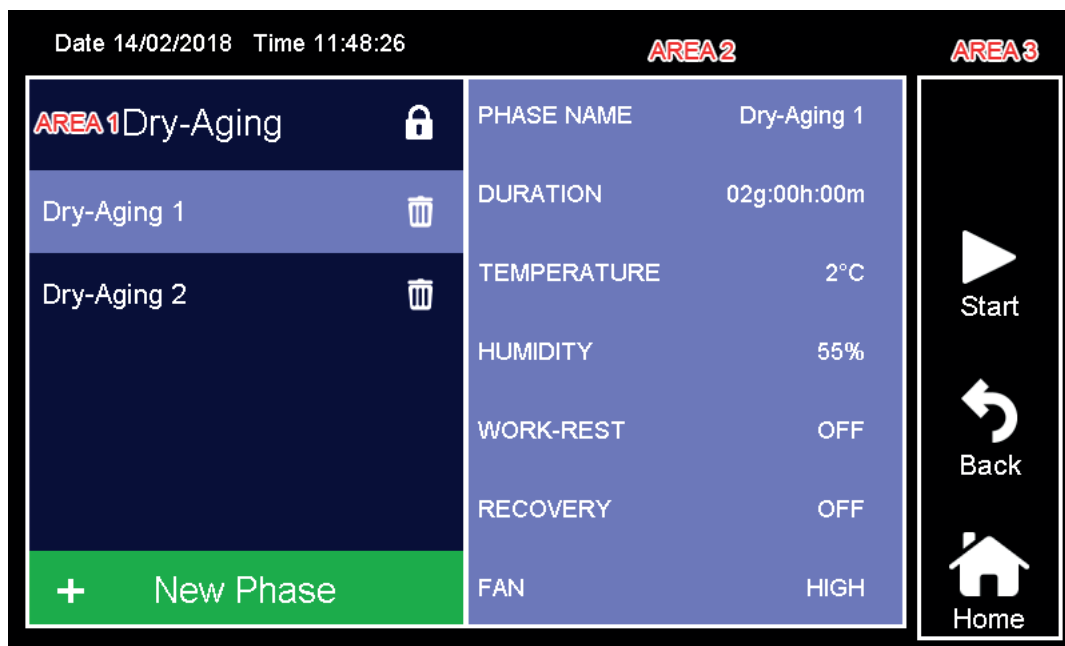 Date 14/02/2018 Time 11:48:26
AREA 2
AREA 3
AREA 1 Dry-Aging
Dry-Aging 1
Dry-Aging 2
+ New Phase
PHASE NAME Dry-Aging 1
DURATION 02g:00h:00m
TEMPERATURE 2°C
HUMIDITY 55%
WORK-REST OFF
RECOVERY OFF
FAN HIGH
Start
Back
Home